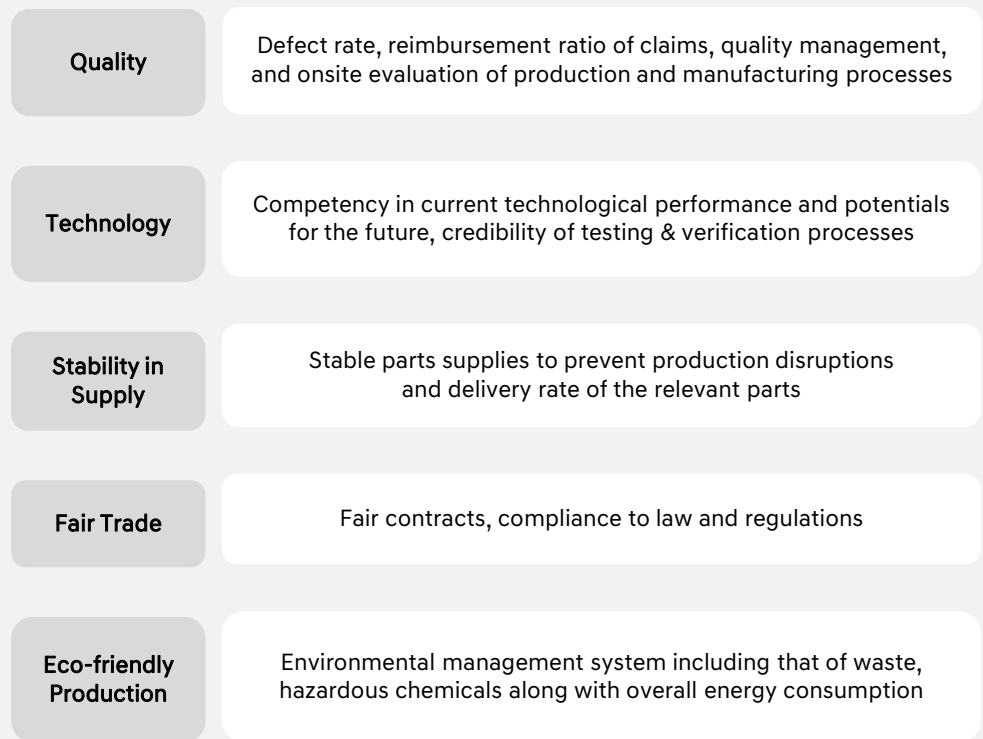 Quality
Defect rate, reimbursement ratio of claims, quality management,
and onsite evaluation of production and manufacturing processes
Technology
Competency in current technological performance and potentials
for the future, credibility of testing & verification processes
Stability in
Supply
Stable parts supplies to prevent production disruptions
and delivery rate of the relevant parts
Fair Trade
Fair contracts, compliance to law and regulations
Eco-friendly
Production
Environmental management system including that of waste,
hazardous chemicals along with overall energy consumption